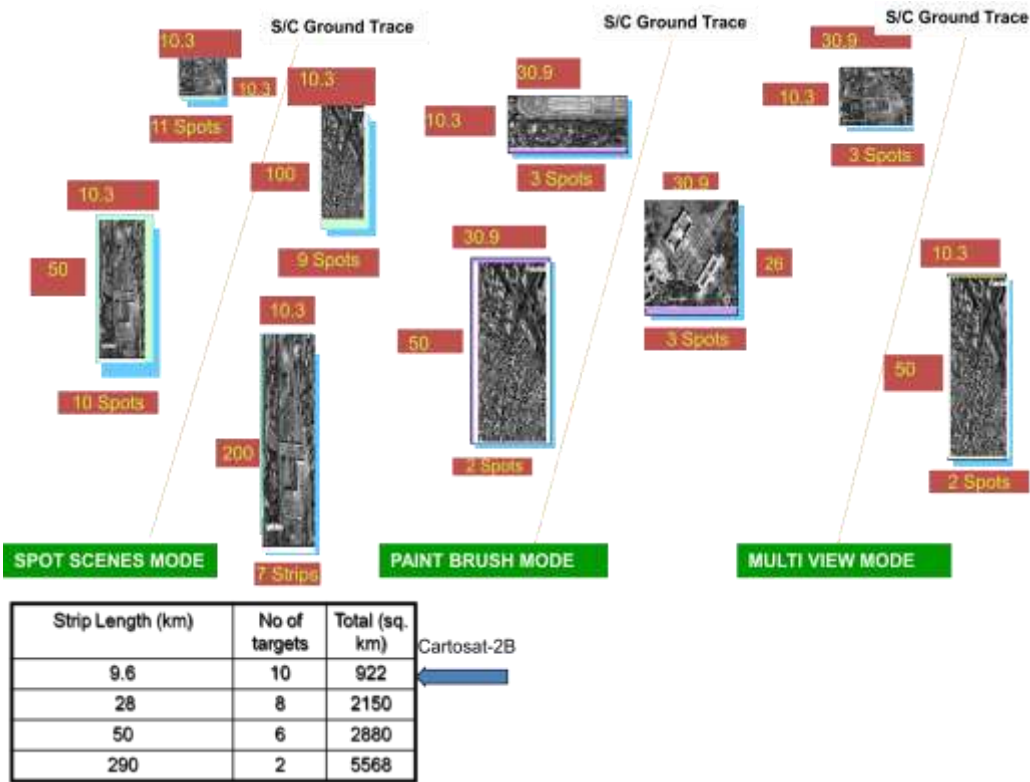 S/C Ground Trace
10.3
10.3
11 Spots
10.3
100
9 Spots
10.3
50
10 Spots
10.3
200
7 Strips
SPOT SCENES MODE
S/C Ground Trace
30.9
10.3
3 Spots
30.9
26
3 Spots
30.9
50
2 Spots
PAINT BRUSH MODE
S/C Ground Trace
30.9
10.3
3 Spots
10.3
50
2 Spots
MULTI VIEW MODE
Strip Length (km) No of targets Total (sq. km)
9.6 10 922
28 8 2150
50 6 2880
290 2 5568
Cartosat-2B